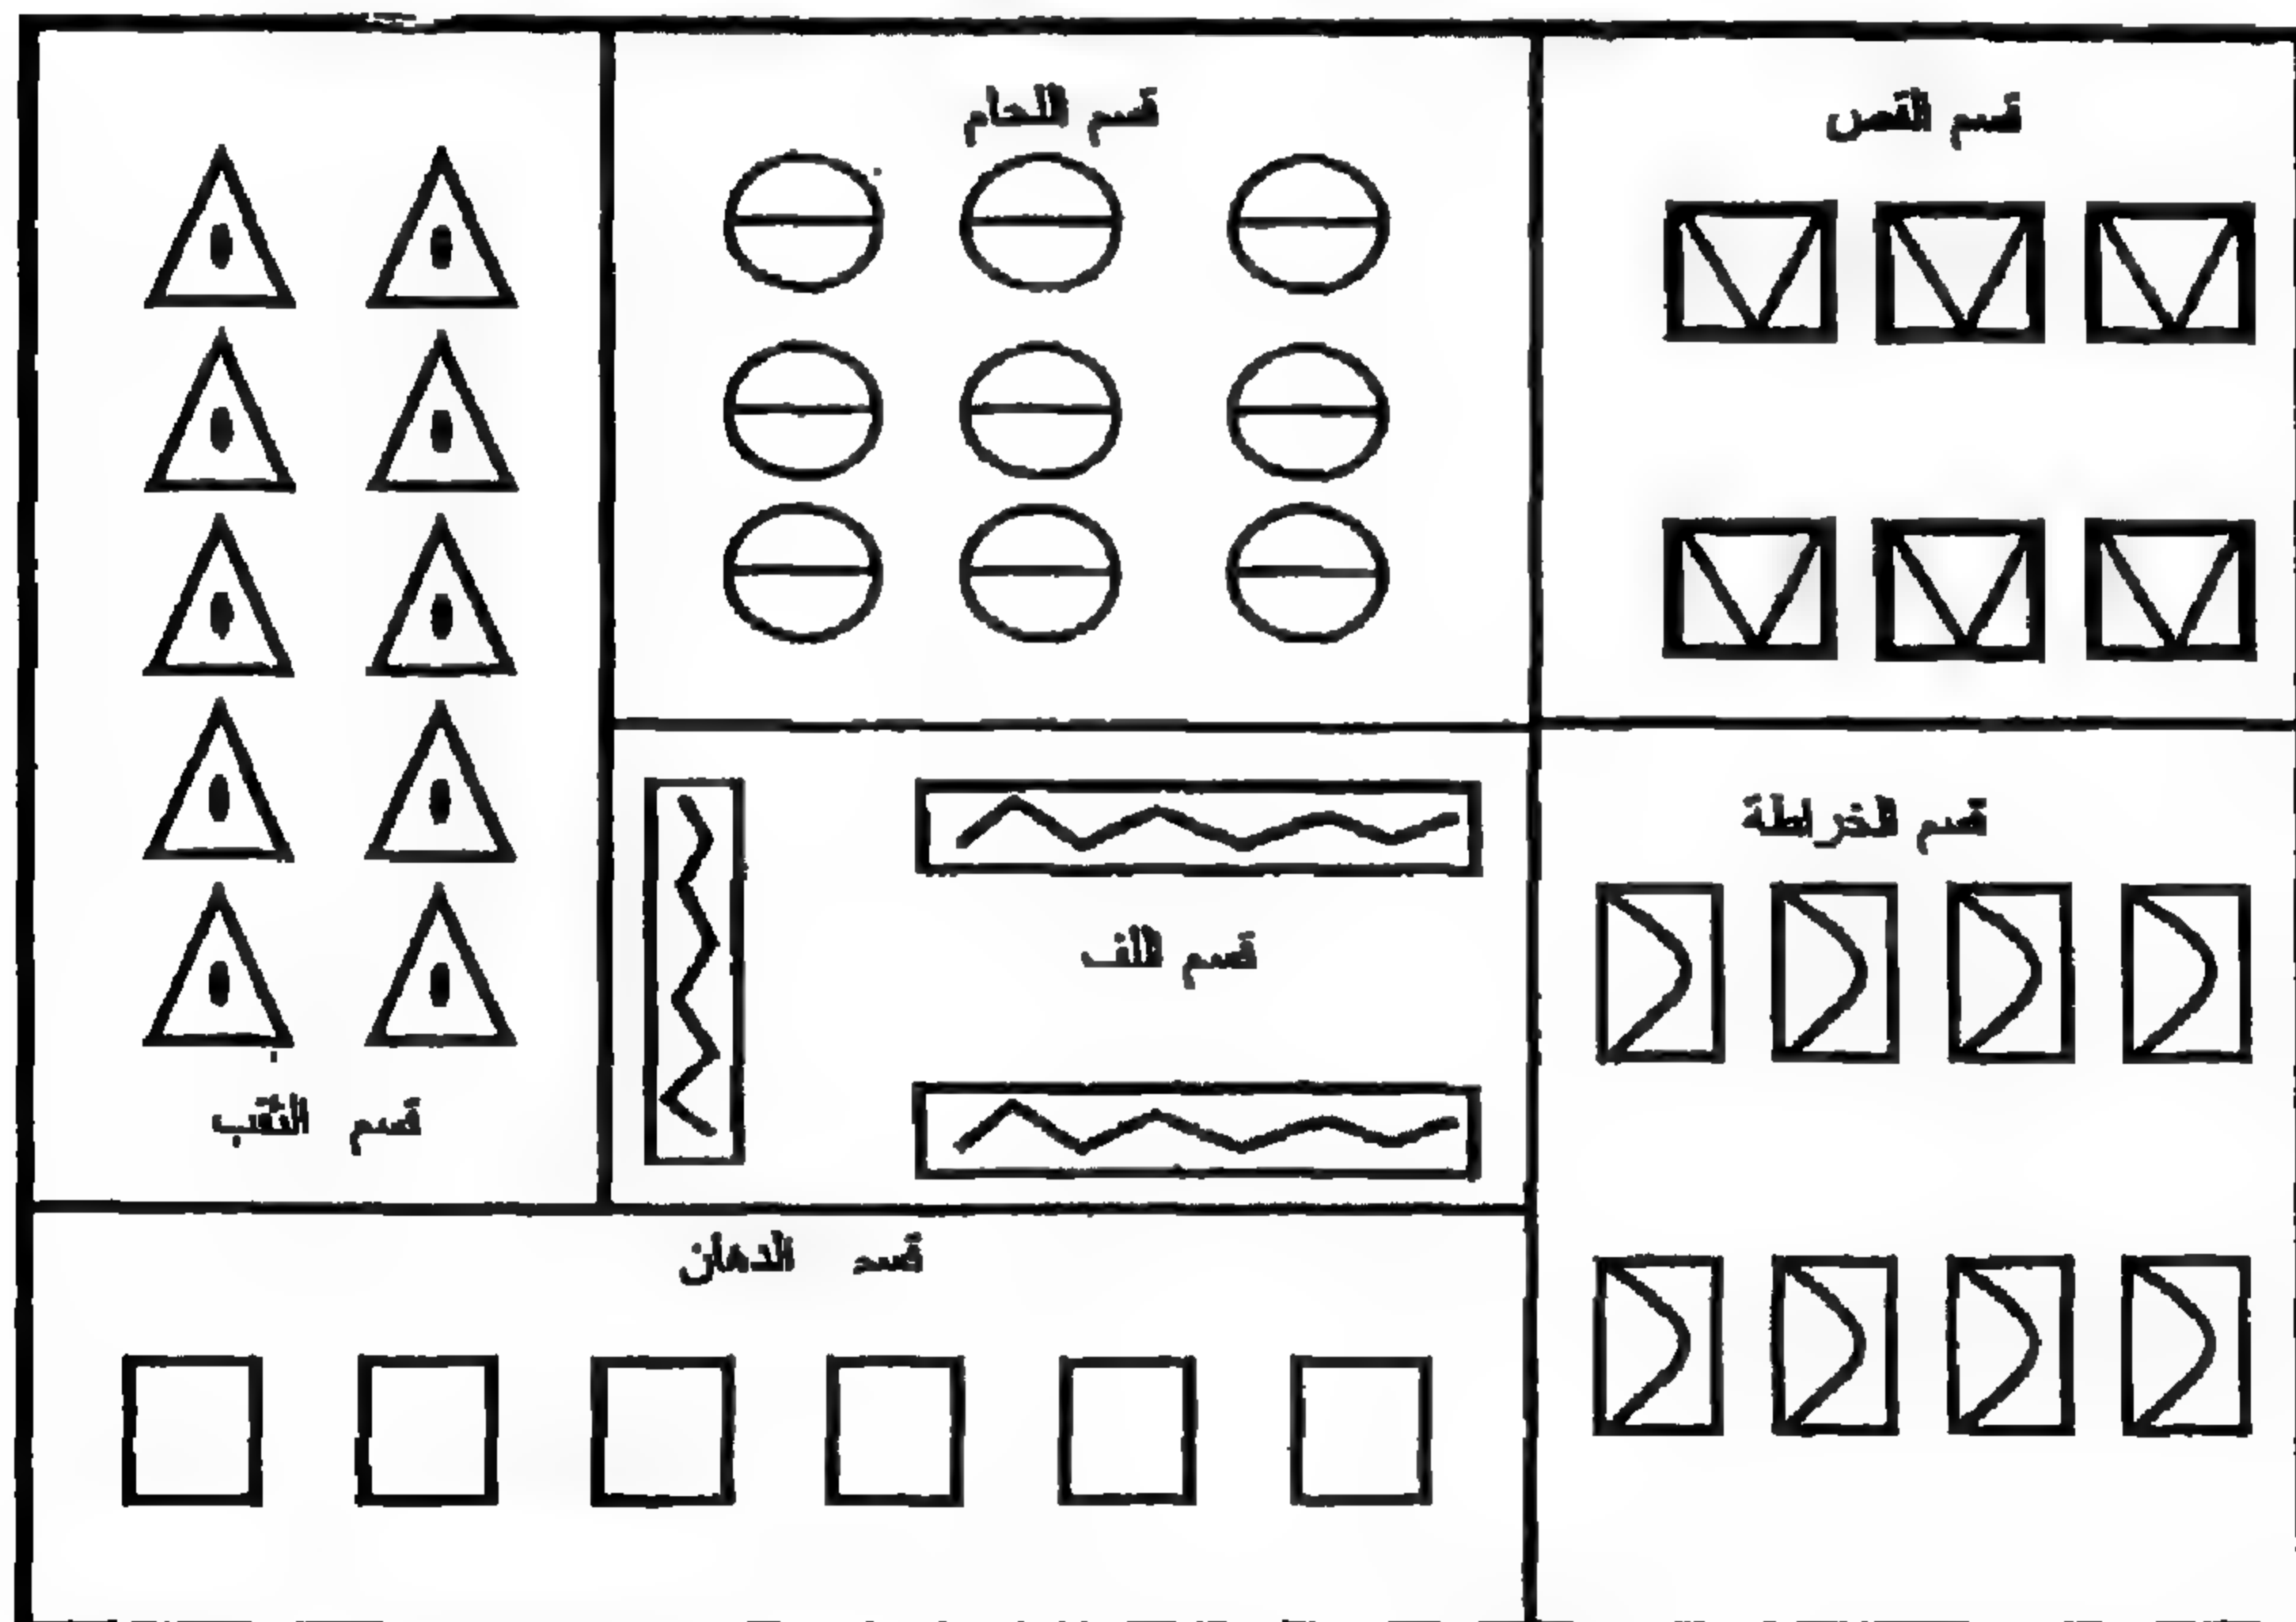 قسم القص
قسم اللحام
قسم الخراطة
قسم اللف
قسم الثقب
قسم الدهان